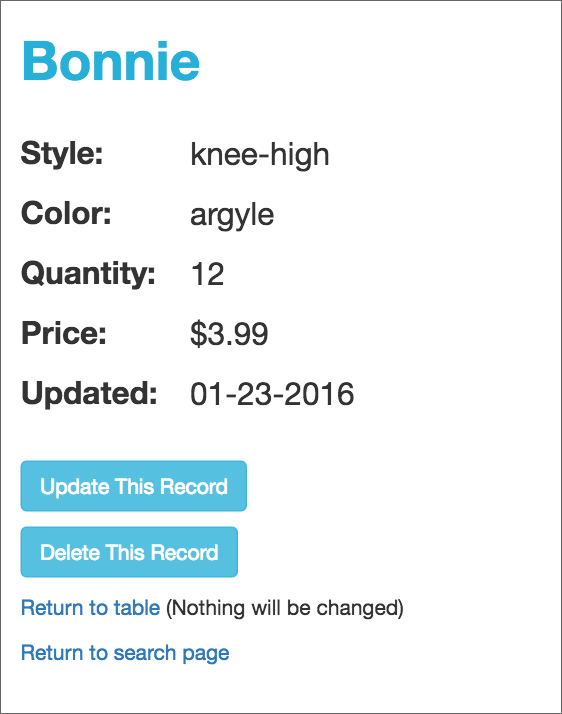 Bonnie
Style: knee-high
Color: argyle
Quantity: 12
Price: $3.99
Updated: 01-23-2016
Update This Record
Delete This Record
Return to table (Nothing will be changed)
Return to search page